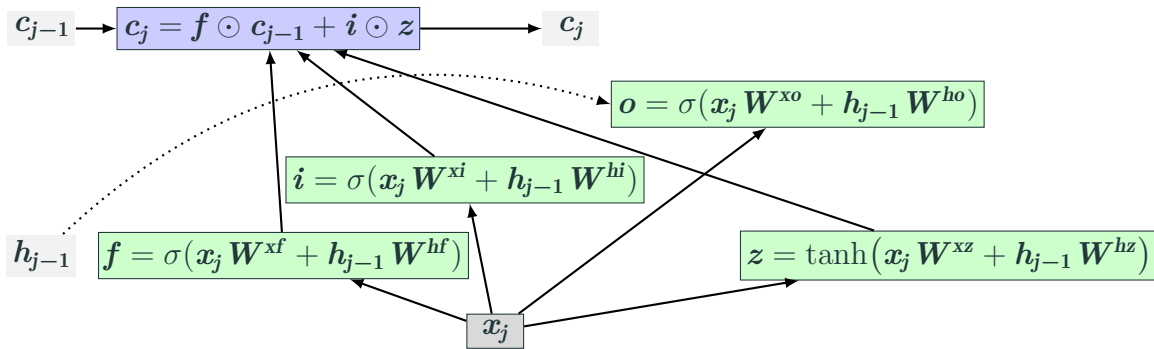 c_{j-1} c_j = f ⊙ c_{j-1} + i ⊙ z c_j
o = σ(x_j W^{xo} + h_{j-1} W^{ho})
i = σ(x_j W^{xi} + h_{j-1} W^{hi})
h_{j-1} f = σ(x_j W^{xf} + h_{j-1} W^{hf}) z = tanh(x_j W^{xz} + h_{j-1} W^{hz})
x_j